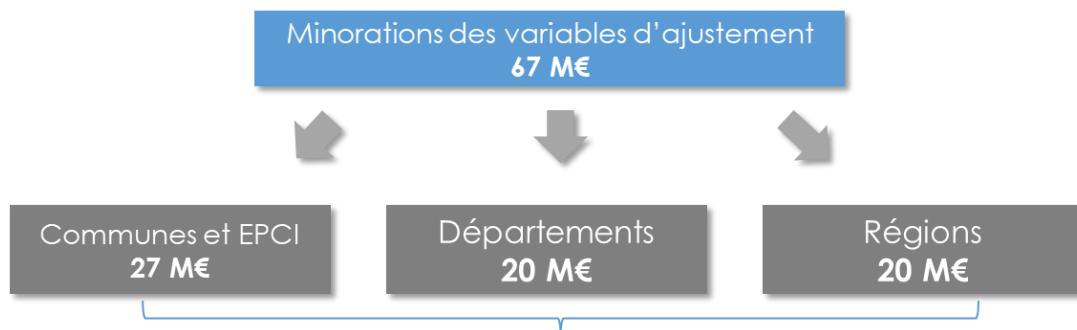 Minorations des variables d'ajustement
67 M€
Communes et EPCI
27 M€
Départements
20 M€
Régions
20 M€